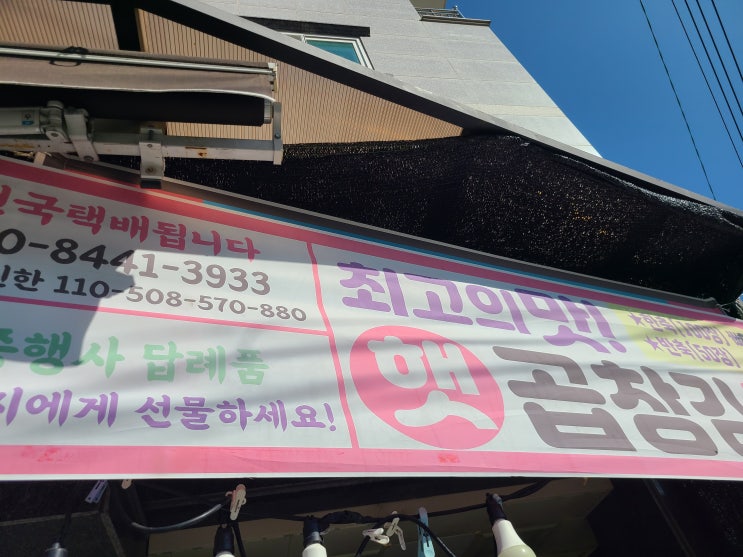 국택배됩니다
0-8441-3933
한 110-508-570-880
행사 답례품
에게 선물하세요!
최고의맛!
햇
곱창김